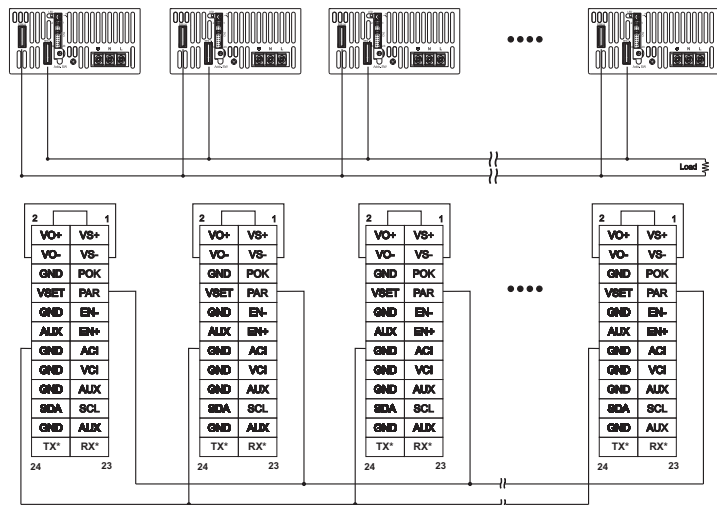 N L
N L
N L
N L
Load
2 1
VO+ VS+
VO- VS-
GND POK
VSET PAR
GND EN-
AUX EN+
GND ACI
GND VCI
GND AUX
SDA SCL
GND AUX
TX* RX*
24 23
2 1
VO+ VS+
VO- VS-
GND POK
VSET PAR
GND EN-
AUX EN+
GND ACI
GND VCI
GND AUX
SDA SCL
GND AUX
TX* RX*
24 23
2 1
VO+ VS+
VO- VS-
GND POK
VSET PAR
GND EN-
AUX EN+
GND ACI
GND VCI
GND AUX
SDA SCL
GND AUX
TX* RX*
24 23
2 1
VO+ VS+
VO- VS-
GND POK
VSET PAR
GND EN-
AUX EN+
GND ACI
GND VCI
GND AUX
SDA SCL
GND AUX
TX* RX*
24 23